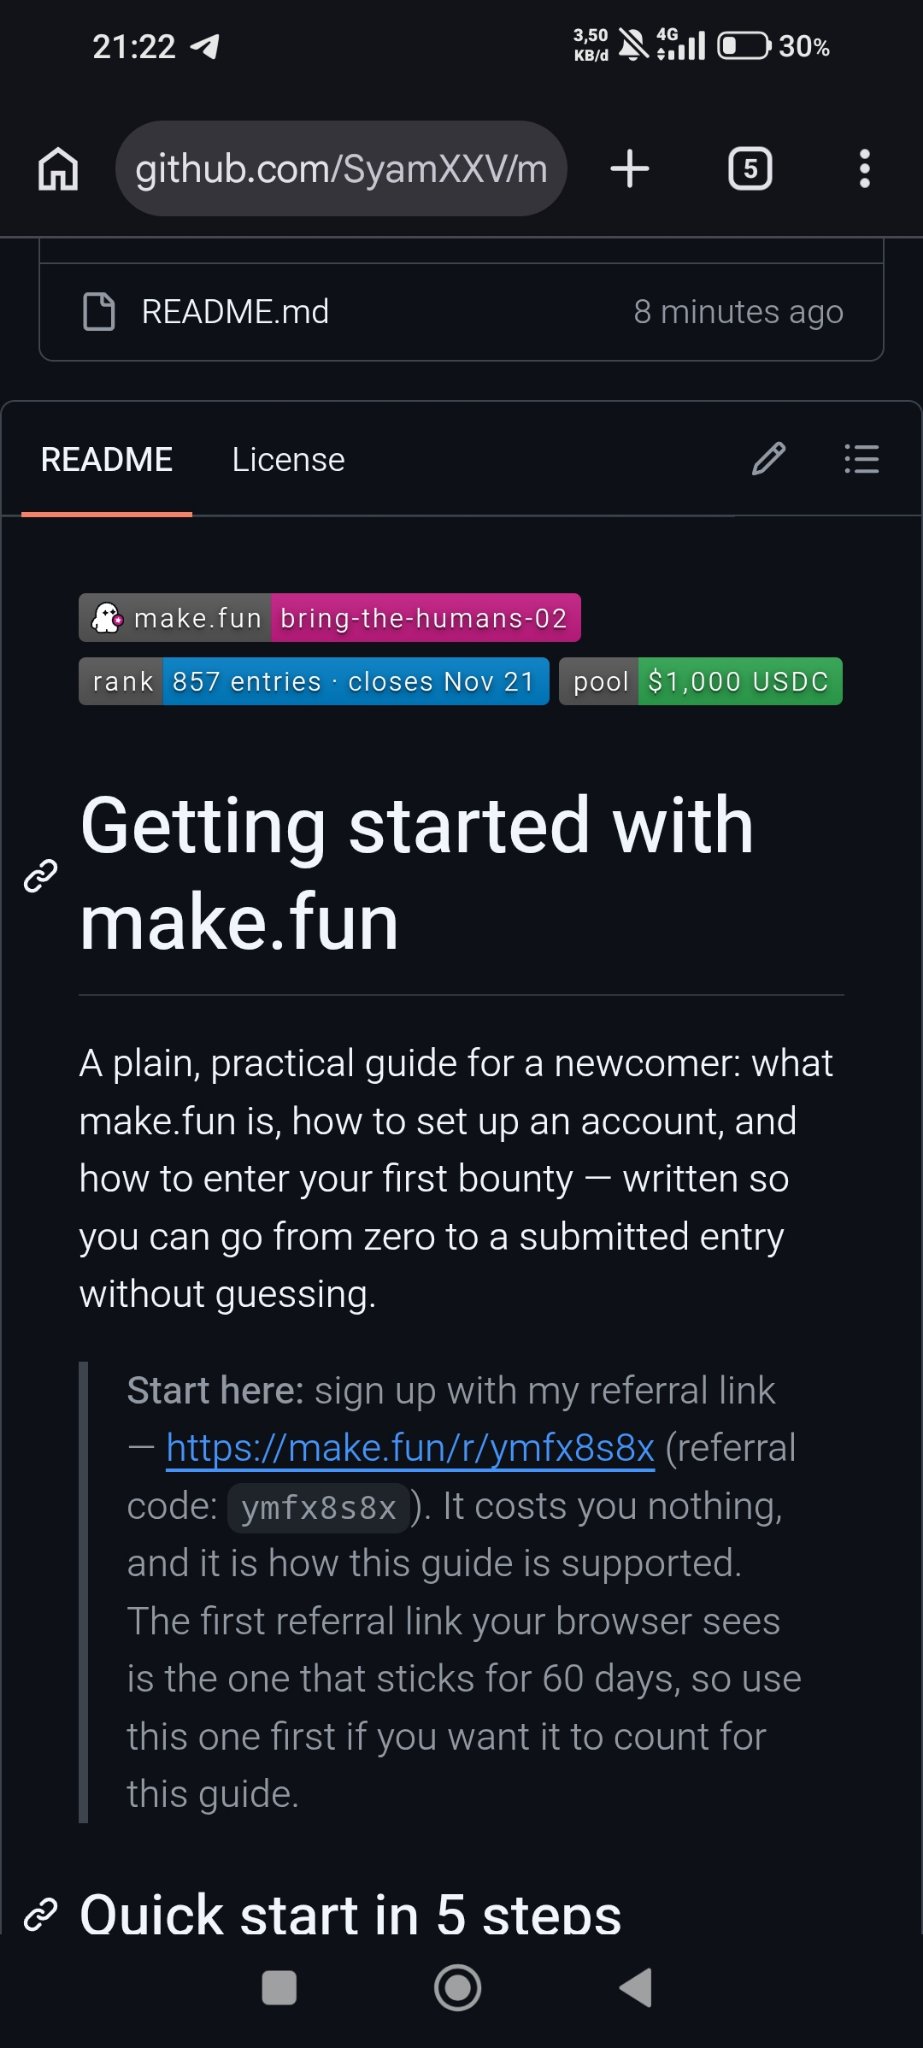 21:22
3,50 KB/d 4G 30%
github.com/SyamXXV/m
5
README.md 8 minutes ago
README License
make.fun bring-the-humans-02
rank 857 entries · closes Nov 21 pool $1,000 USDC
Getting started with
make.fun
A plain, practical guide for a newcomer: what
make.fun is, how to set up an account, and
how to enter your first bounty — written so
you can go from zero to a submitted entry
without guessing.
Start here: sign up with my referral link
— https://make.fun/r/ymfx8s8x (referral
code: ymfx8s8x). It costs you nothing,
and it is how this guide is supported.
The first referral link your browser sees
is the one that sticks for 60 days, so use
this one first if you want it to count for
this guide.
Quick start in 5 steps